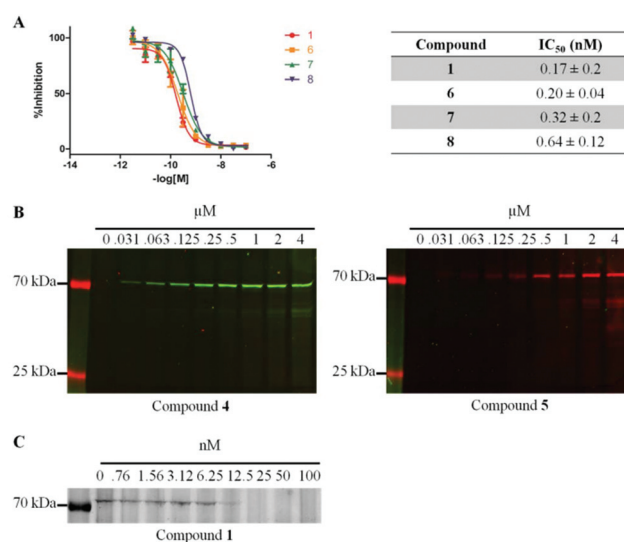 A
%Inhibition
100
50
0
-14 -12 -10 -8 -6
-log[M]
1
6
7
8
Compound IC50 (nM)
1 0.17 ± 0.2
6 0.20 ± 0.04
7 0.32 ± 0.2
8 0.64 ± 0.12
B
µM
0 .031 .063 .125 .25 .5 1 2 4
70 kDa
25 kDa
Compound 4
µM
0 .031 .063 .125 .25 .5 1 2 4
70 kDa
25 kDa
Compound 5
C
nM
0 .76 1.56 3.12 6.25 12.5 25 50 100
70 kDa
Compound 1